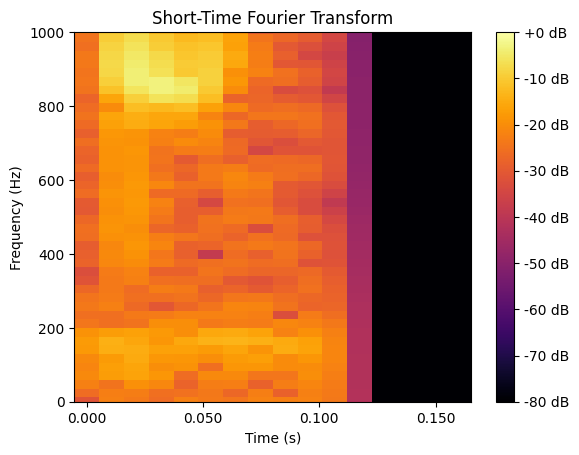 Short-Time Fourier Transform
1000
800
600
400
200
0
Frequency (Hz)
0.000
0.050
0.100
0.150
Time (s)
+0 dB
-10 dB
-20 dB
-30 dB
-40 dB
-50 dB
-60 dB
-70 dB
-80 dB